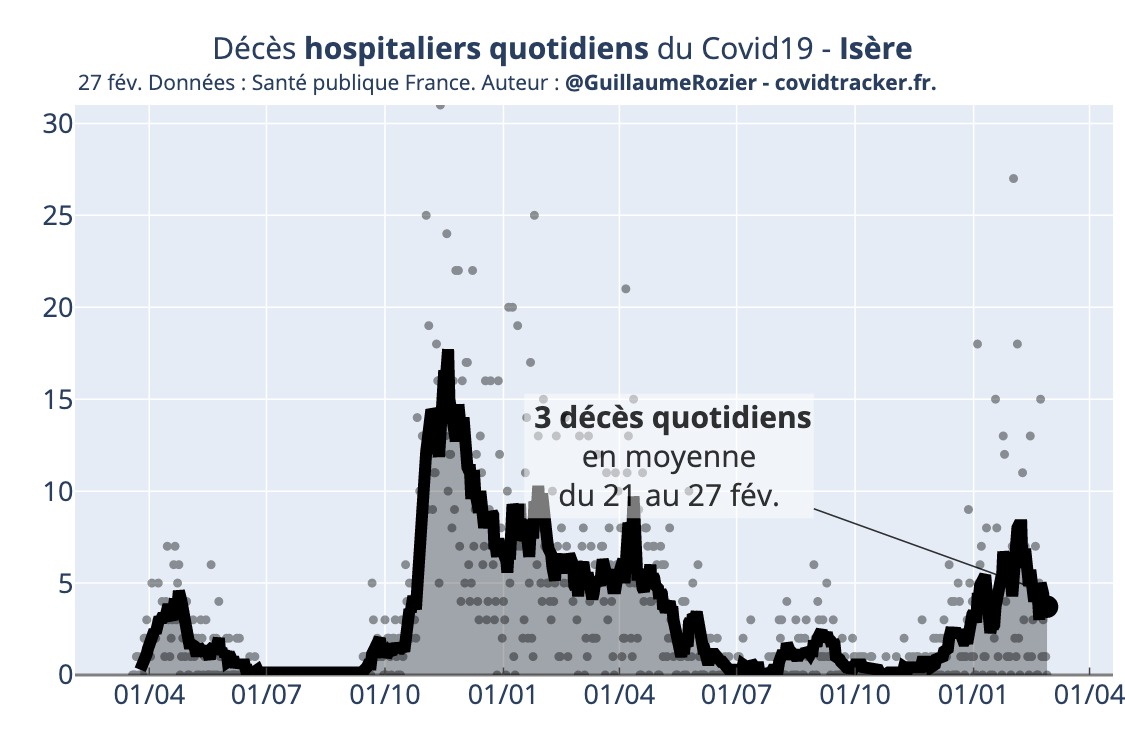 Décès hospitaliers quotidiens du Covid19 - Isère
27 fév. Données : Santé publique France. Auteur : @GuillaumeRozier - covidtracker.fr.
30
25
20
15
10
5
0
3 décès quotidiens
en moyenne
du 21 au 27 fév.
01/04 01/07 01/10 01/01 01/04 01/07 01/10 01/01 01/04